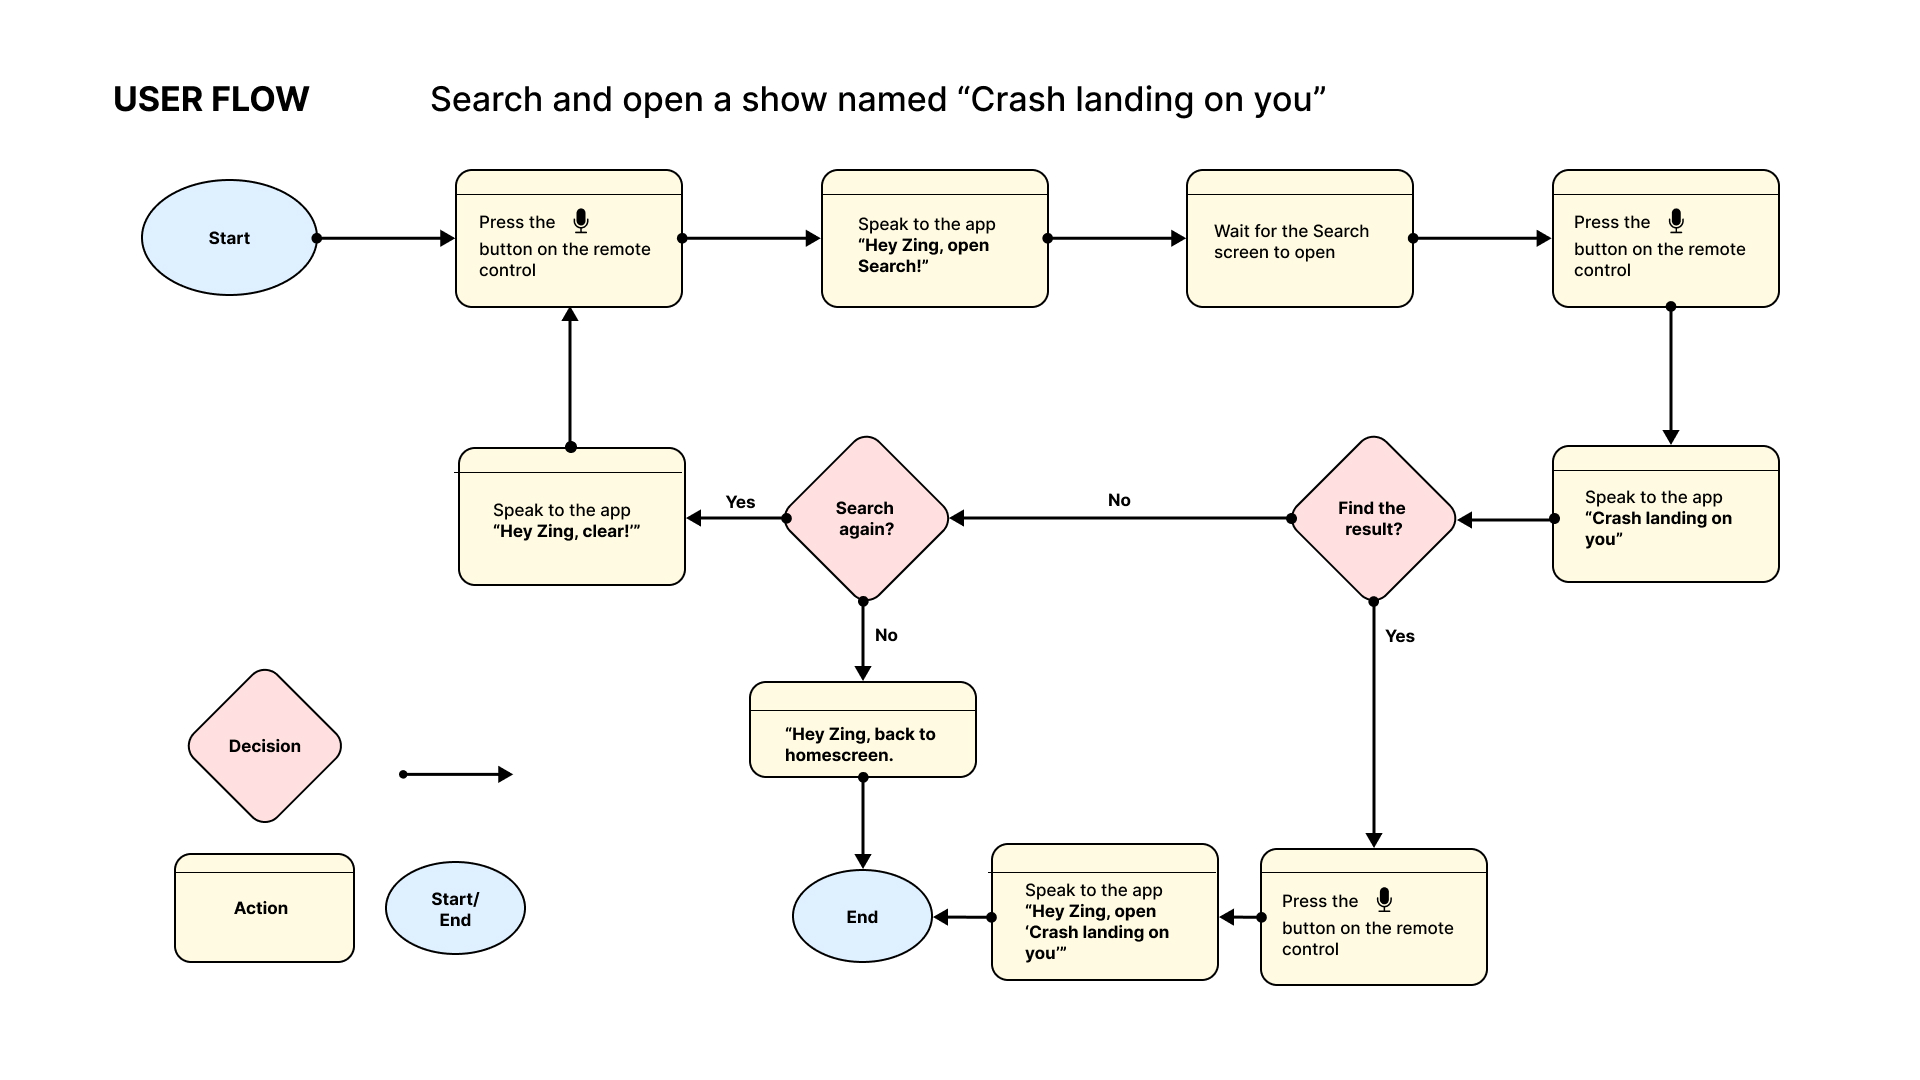 USER FLOW
Search and open a show named “Crash landing on you”
Start
Press the
button on the remote
control
Speak to the app
“Hey Zing, open
Search!”
Wait for the Search
screen to open
Press the
button on the remote
control
Speak to the app
“Hey Zing, clear!’”
Yes
Search
again?
No
Find the
result?
Speak to the app
“Crash landing on
you”
No
Yes
“Hey Zing, back to
homescreen.
Decision
Action
Start/
End
End
Speak to the app
“Hey Zing, open
‘Crash landing on
you’”
Press the
button on the remote
control